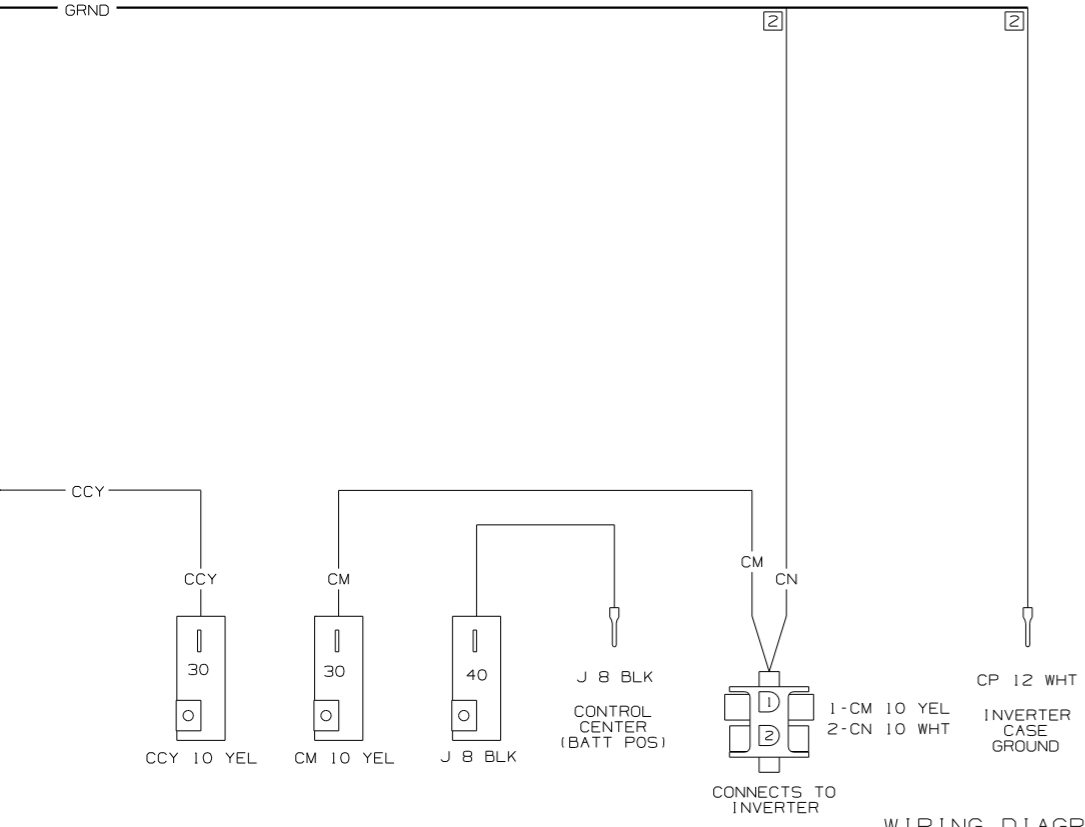 GRND
2
2
CCY
CCY
CM
CM
CN
30
30
40
J 8 BLK
CONTROL
CENTER
(BATT POS)
1
2
1-CM 10 YEL
2-CN 10 WHT
CP 12 WHT
INVERTER
CASE
GROUND
CCY 10 YEL
CM 10 YEL
J 8 BLK
CONNECTS TO
INVERTER
WIRING DIAGR